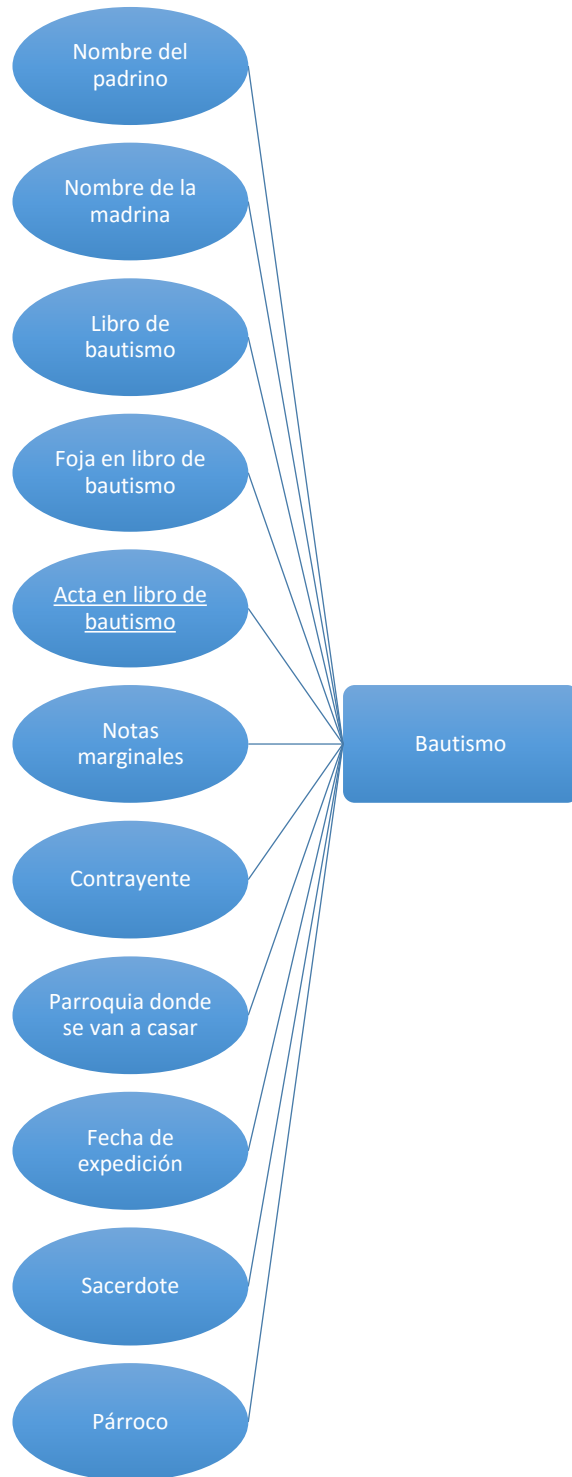 Nombre del
padrino
Nombre de la
madrina
Libro de
bautismo
Foja en libro de
bautismo
Acta en libro de
bautismo
Notas
marginales
Bautismo
Contrayente
Parroquia donde
se van a casar
Fecha de
expedición
Sacerdote
Párroco